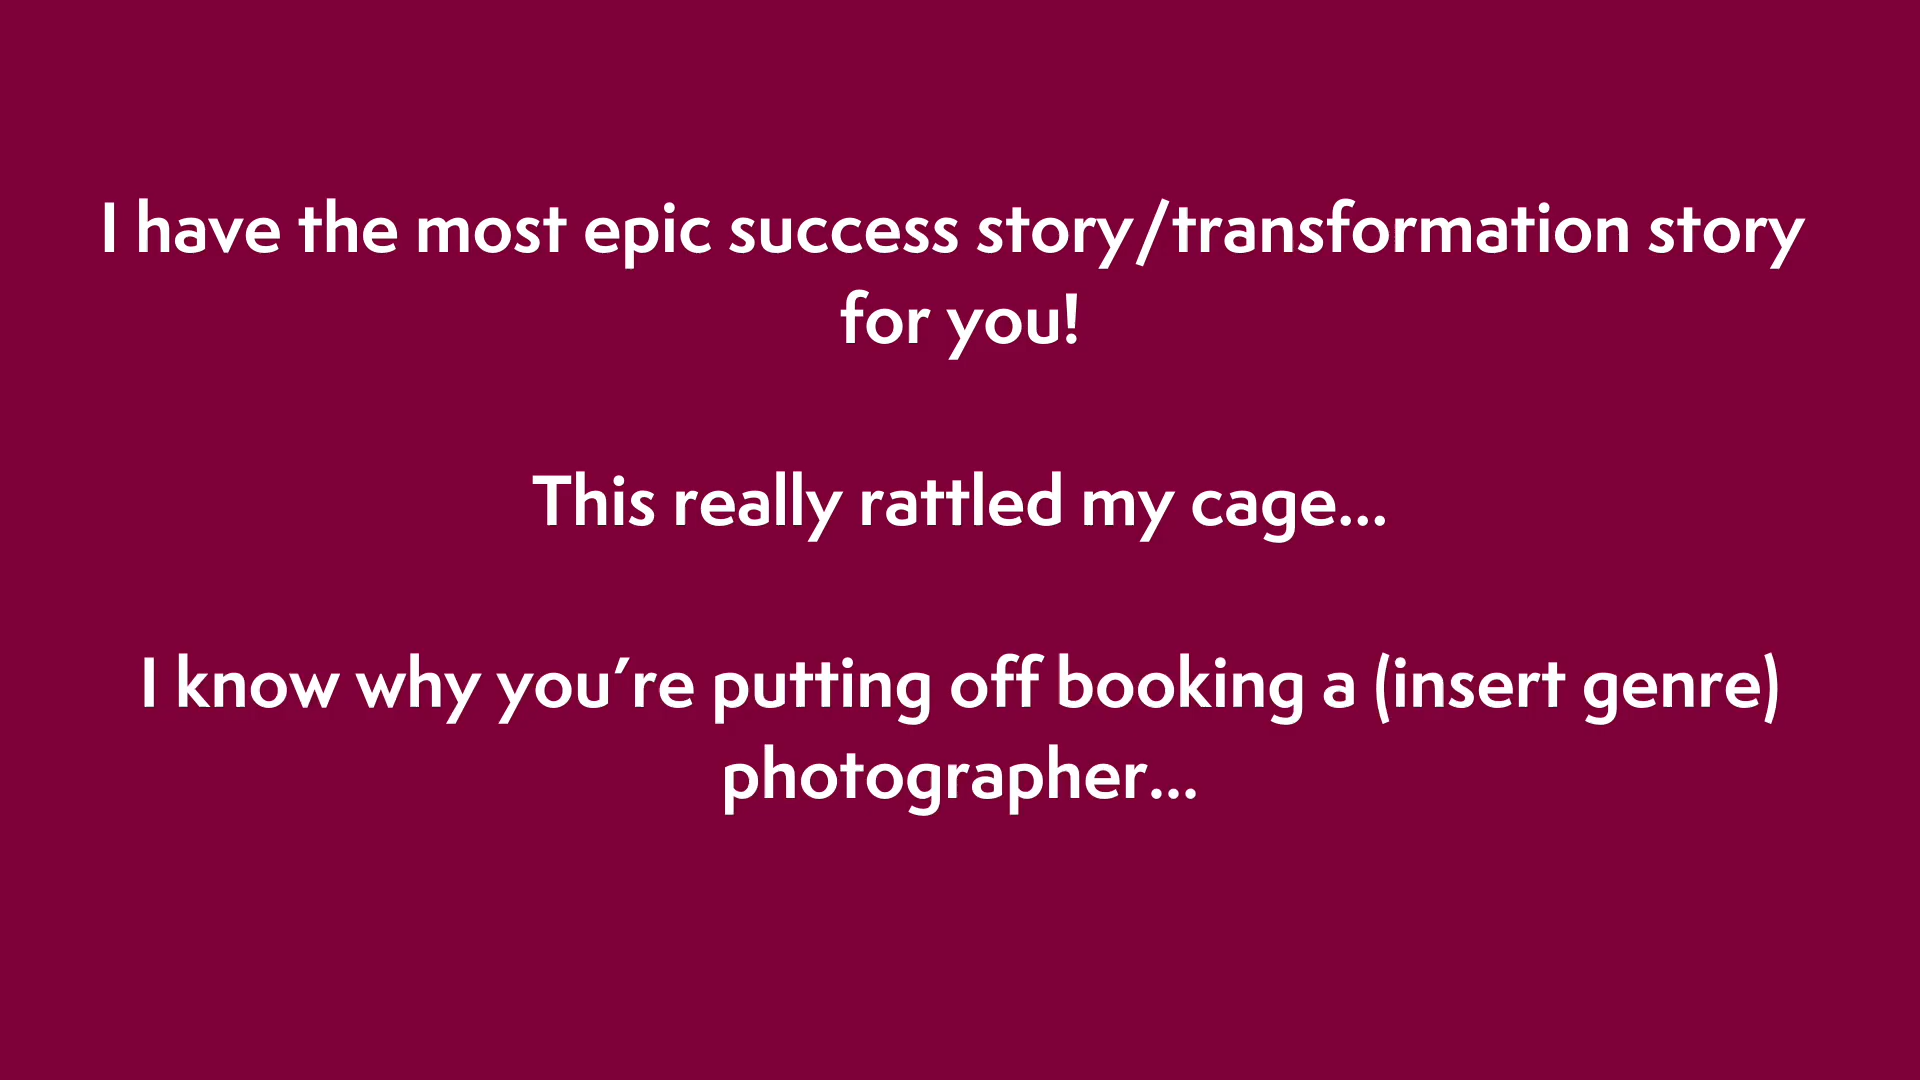 I have the most epic success story/transformation story
for you!
This really rattled my cage...
I know why you’re putting off booking a (insert genre)
photographer...